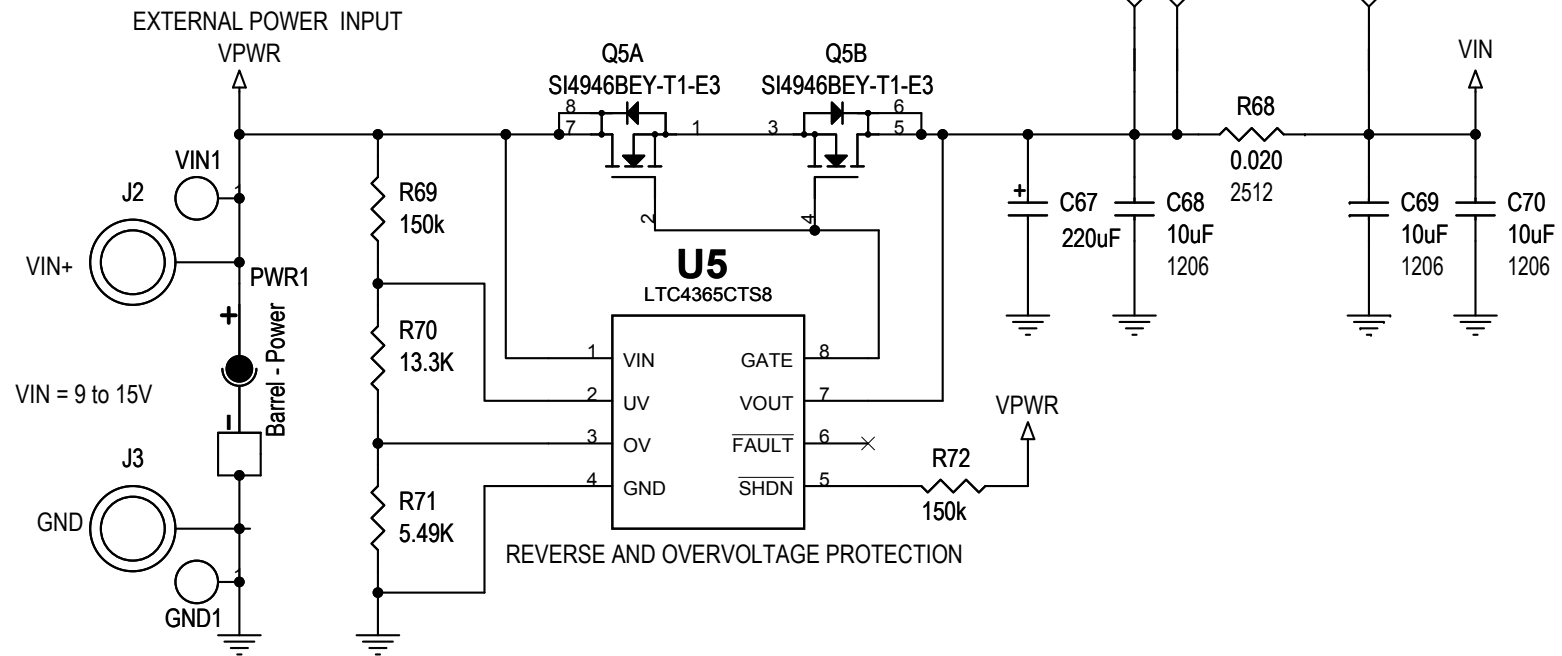 EXTERNAL POWER INPUT
VPWR
Q5A
SI4946BEY-T1-E3
Q5B
SI4946BEY-T1-E3
VIN
8
7
1
3
6
5
2
4
R68
0.020
2512
VIN1
1
J2
VIN+
PWR1
+
-
Barrel - Power
VIN = 9 to 15V
J3
GND
1
GND1
R69
150k
R70
13.3K
R71
5.49K
U5
LTC4365CTS8
1
VIN
2
UV
3
OV
4
GND
GATE
8
VOUT
7
FAULT
6
SHDN
5
REVERSE AND OVERVOLTAGE PROTECTION
R72
150k
VPWR
+
C67
220uF
C68
10uF
1206
C69
10uF
1206
C70
10uF
1206